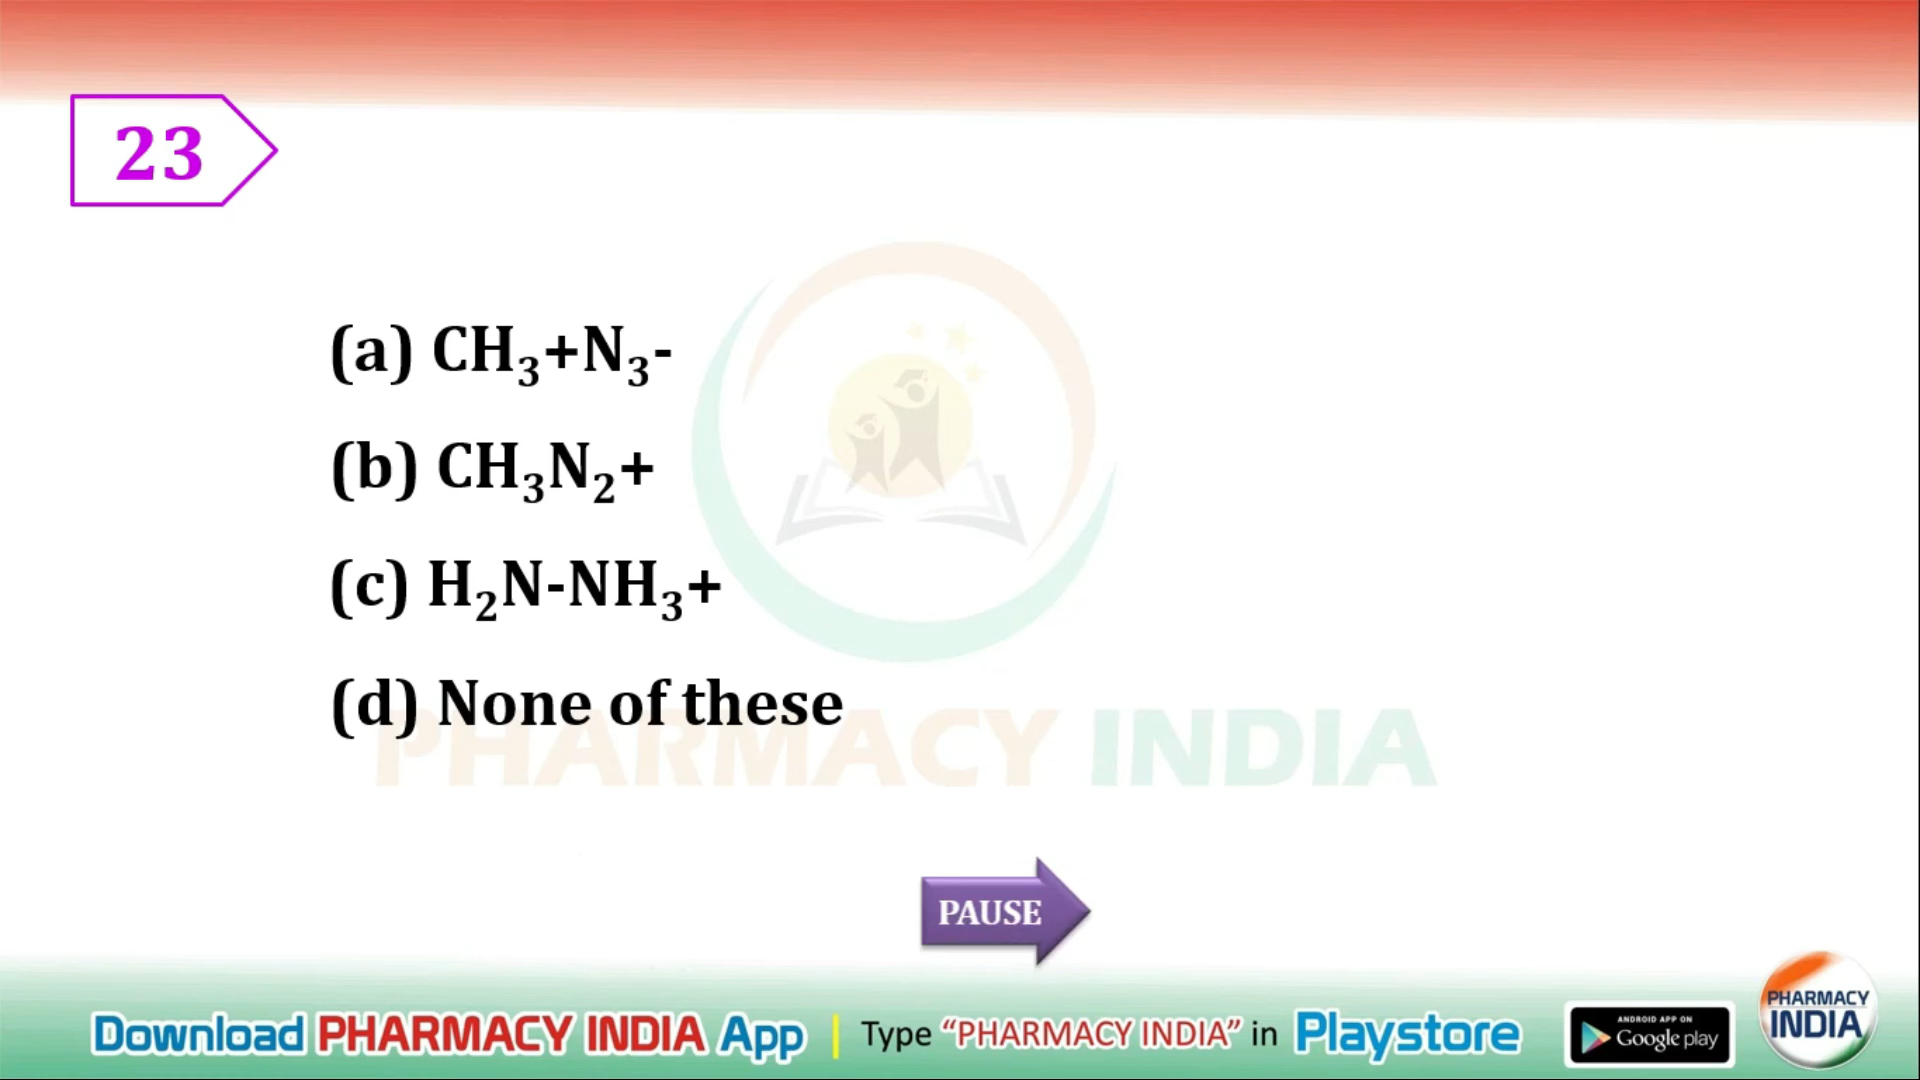 23
(a) CH₃+N₃-
(b) CH₃N₂+
(c) H₂N-NH₃+
(d) None of these
PHARMACY INDIA
PAUSE
Download PHARMACY INDIA App | Type “PHARMACY INDIA” in Playstore
ANDROID APP ON
Google play
PHARMACY
INDIA